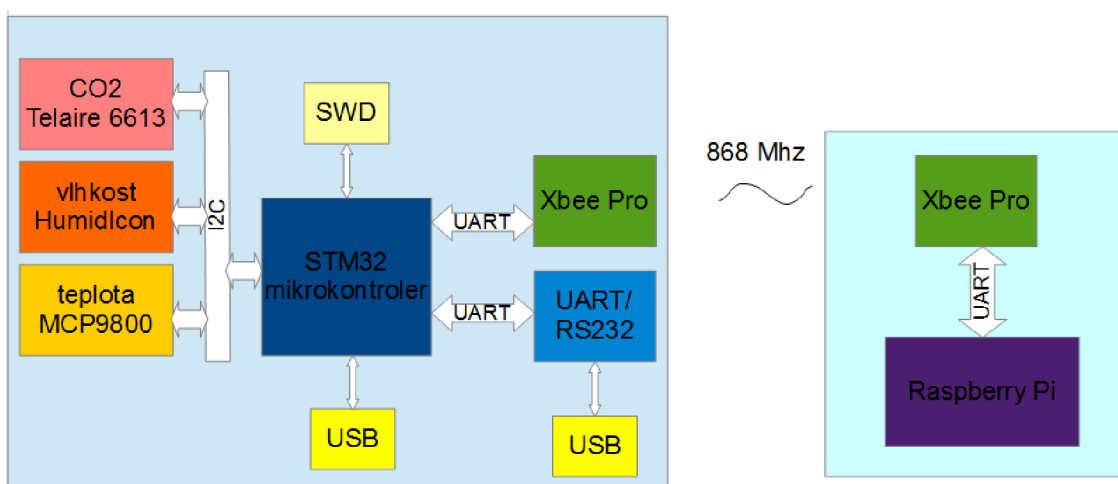 CO2
Telaire 6613
vlhkost
HumidIcon
teplota
MCP9800
I2C
SWD
STM32
mikrokontroler
USB
UART
Xbee Pro
UART
UART/
RS232
USB
868 Mhz
Xbee Pro
UART
Raspberry Pi